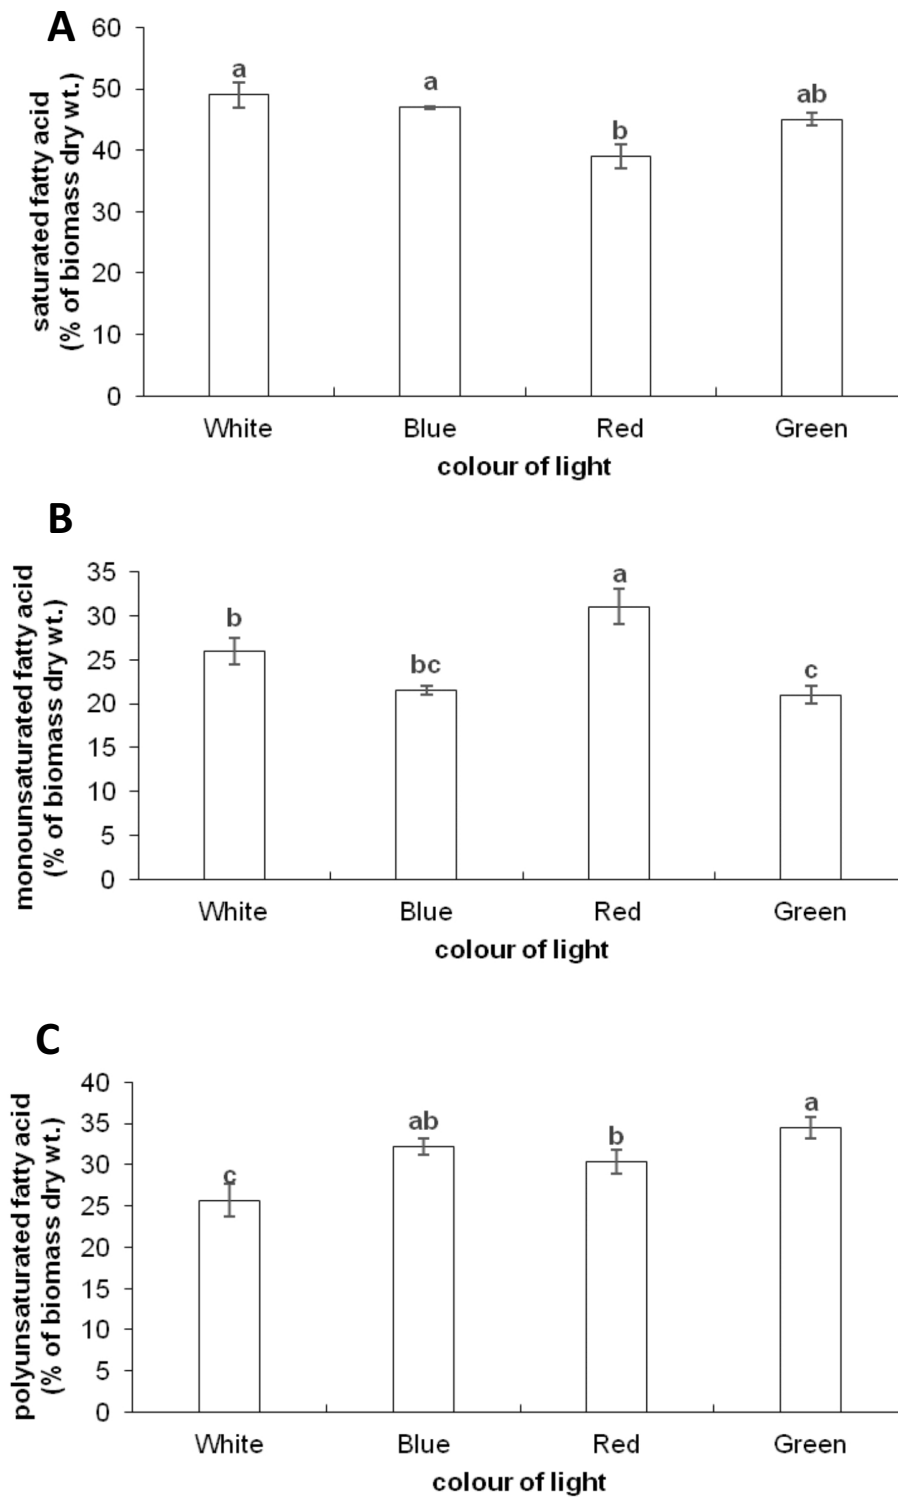 A
saturated fatty acid
(% of biomass dry wt.)
60
50
40
30
20
10
0
a
a
b
ab
White Blue Red Green
colour of light
B
monounsaturated fatty acid
(% of biomass dry wt.)
35
30
25
20
15
10
5
0
b
bc
a
c
White Blue Red Green
colour of light
C
polyunsaturated fatty acid
(% of biomass dry wt.)
40
35
30
25
20
15
10
5
0
c
ab
b
a
White Blue Red Green
colour of light